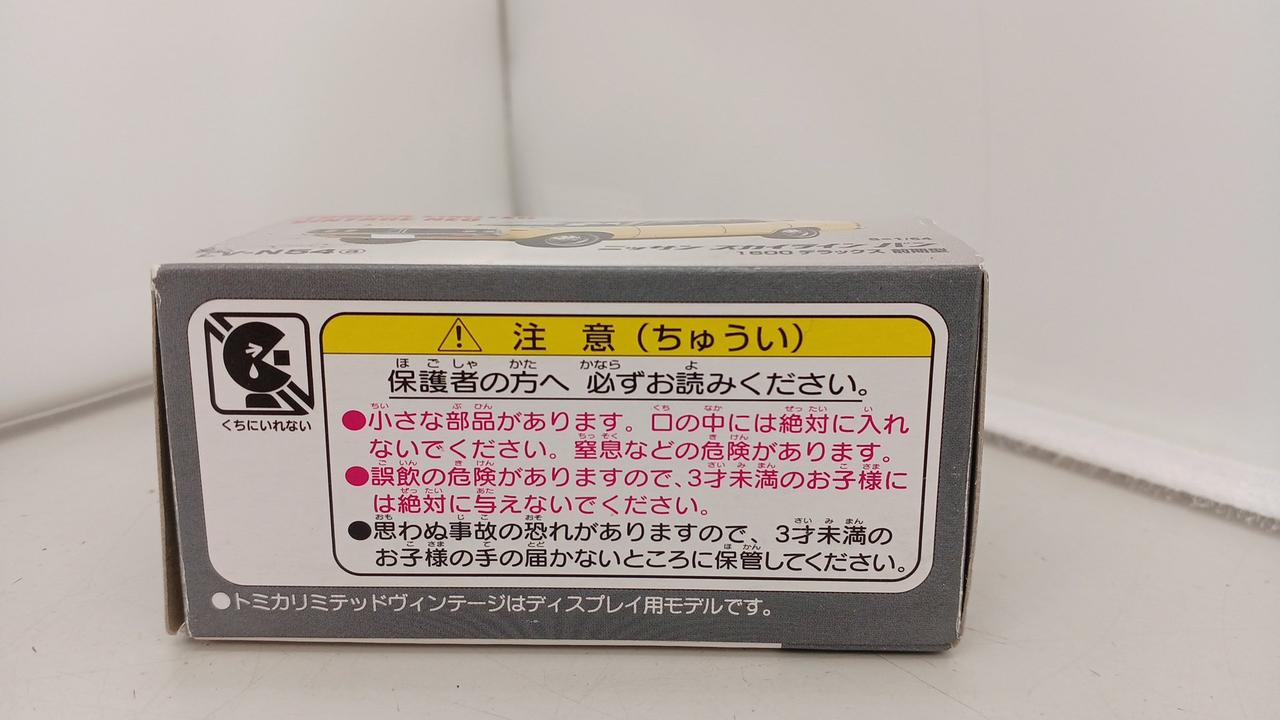 LV-N54a
S=1/64
ニッサン スカイライン バン
1600 デラックス
くちにいれない
注 意 (ちゅうい)
保護者の方へ 必ずお読みください。
●小さな部品があります。口の中には絶対に入れ
ないでください。窒息などの危険があります。
●誤飲の危険がありますので、3才未満のお子様に
は絶対に与えないでください。
●思わぬ事故の恐れがありますので、3才未満の
お子様の手の届かないところに保管してください。
●トミカリミテッドヴィンテージはディスプレイ用モデルです。